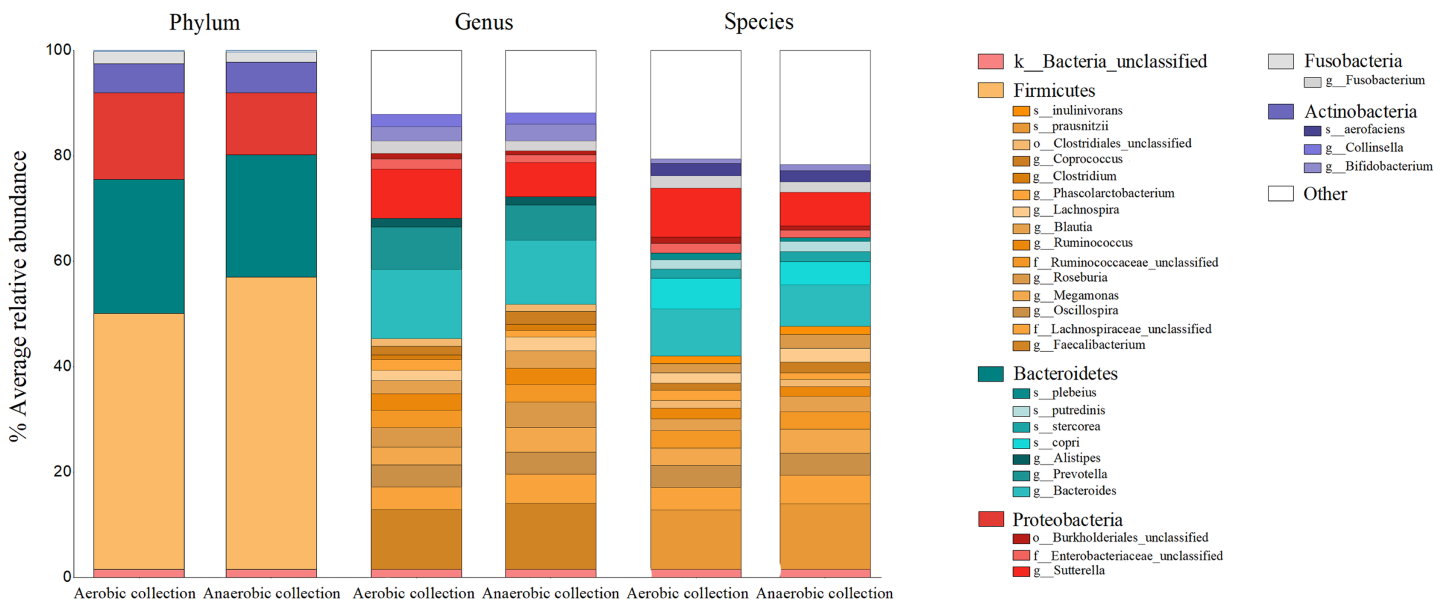 Phylum
Genus
Species
% Average relative abundance
100
80
60
40
20
0
Aerobic collection
Anaerobic collection
Aerobic collection
Anaerobic collection
Aerobic collection
Anaerobic collection
k__Bacteria_unclassified
Firmicutes
s__inulinivorans
s__prausnitzii
o__Clostridiales_unclassified
g__Coprococcus
g__Clostridium
g__Phascolarctobacterium
g__Lachnospira
g__Blautia
g__Ruminococcus
f__Ruminococcaceae_unclassified
g__Roseburia
g__Megamonas
g__Oscillospira
f__Lachnospiraceae_unclassified
g__Faecalibacterium
Bacteroidetes
s__plebeius
s__putredinis
s__stercorea
s__copri
g__Alistipes
g__Prevotella
g__Bacteroides
Proteobacteria
o__Burkholderiales_unclassified
f__Enterobacteriaceae_unclassified
g__Sutterella
Fusobacteria
g__Fusobacterium
Actinobacteria
s__aerofaciens
g__Collinsella
g__Bifidobacterium
Other